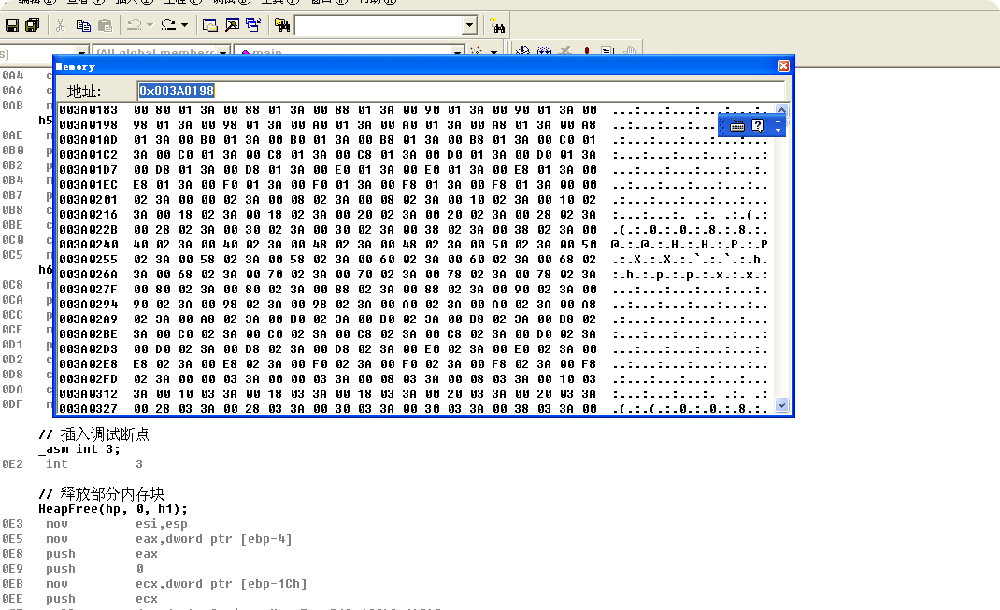 Memory
地址: 0x003A0198
003A0183 00 80 01 3A 00 88 01 3A 00 88 01 3A 00 90 01 3A 00 90 01 3A 00 ...:...:...:...:...:.
003A0198 98 01 3A 00 98 01 3A 00 A0 01 3A 00 A0 01 3A 00 A8 01 3A 00 A8
003A01AD 01 3A 00 B0 01 3A 00 B0 01 3A 00 B8 01 3A 00 B8 01 3A 00 C0 01 .:...:...:...:...:...
003A01C2 3A 00 C0 01 3A 00 C8 01 3A 00 C8 01 3A 00 D0 01 3A 00 D0 01 3A :...:...:...:...:...:
003A01D7 00 D8 01 3A 00 D8 01 3A 00 E0 01 3A 00 E0 01 3A 00 E8 01 3A 00 ...:...:...:...:...:.
003A01EC E8 01 3A 00 F0 01 3A 00 F0 01 3A 00 F8 01 3A 00 F8 01 3A 00 00 ..:...:...:...:...:..
003A0201 02 3A 00 00 02 3A 00 08 02 3A 00 08 02 3A 00 10 02 3A 00 10 02 .:...:...:...:...:...
003A0216 3A 00 18 02 3A 00 18 02 3A 00 20 02 3A 00 20 02 3A 00 28 02 3A :...:...:. .:. .:.(.:
003A022B 00 28 02 3A 00 30 02 3A 00 30 02 3A 00 38 02 3A 00 38 02 3A 00 .(.:.0.:.0.:.8.:.8.:.
003A0240 40 02 3A 00 40 02 3A 00 48 02 3A 00 48 02 3A 00 50 02 3A 00 50 @.:.@.:.H.:.H.:.P.:.P
003A0255 02 3A 00 58 02 3A 00 58 02 3A 00 60 02 3A 00 60 02 3A 00 68 02 .:.X.:.X.:.`.:.`.:.h.
003A026A 3A 00 68 02 3A 00 70 02 3A 00 70 02 3A 00 78 02 3A 00 78 02 3A :.h.:.p.:.p.:.x.:.x.:
003A027F 00 80 02 3A 00 80 02 3A 00 88 02 3A 00 88 02 3A 00 90 02 3A 00 ...:...:...:...:...:.
003A0294 90 02 3A 00 98 02 3A 00 98 02 3A 00 A0 02 3A 00 A0 02 3A 00 A8 ..:...:...:...:...:..
003A02A9 02 3A 00 A8 02 3A 00 B0 02 3A 00 B0 02 3A 00 B8 02 3A 00 B8 02 .:...:...:...:...:...
003A02BE 3A 00 C0 02 3A 00 C0 02 3A 00 C8 02 3A 00 C8 02 3A 00 D0 02 3A :...:...:...:...:...:
003A02D3 00 D0 02 3A 00 D8 02 3A 00 D8 02 3A 00 E0 02 3A 00 E0 02 3A 00 ...:...:...:...:...:.
003A02E8 E8 02 3A 00 E8 02 3A 00 F0 02 3A 00 F0 02 3A 00 F8 02 3A 00 F8 ..:...:...:...:...:..
003A02FD 02 3A 00 00 03 3A 00 00 03 3A 00 08 03 3A 00 08 03 3A 00 10 03 .:...:...:...:...:...
003A0312 3A 00 10 03 3A 00 18 03 3A 00 18 03 3A 00 20 03 3A 00 20 03 3A :...:...:...:. .:. .:
003A0327 00 28 03 3A 00 28 03 3A 00 30 03 3A 00 30 03 3A 00 38 03 3A 00 .(.:.(.:.0.:.0.:.8.:.
0A4 c
0A6 c
0AB m
h5
0AE m
0B0 p
0B2 p
0B4 m
0B7 p
0B8 c
0BE c
0C0 c
0C5 m
h6
0C8 m
0CA p
0CC p
0CE m
0D1 p
0D2 c
0D8 c
0DA c
0DF m
// 插入调试断点
_asm int 3;
0E2 int 3
// 释放部分内存块
HeapFree(hp, 0, h1);
0E3 mov esi,esp
0E5 mov eax,dword ptr [ebp-4]
0E8 push eax
0E9 push 0
0EB mov ecx,dword ptr [ebp-1Ch]
0EE push ecx